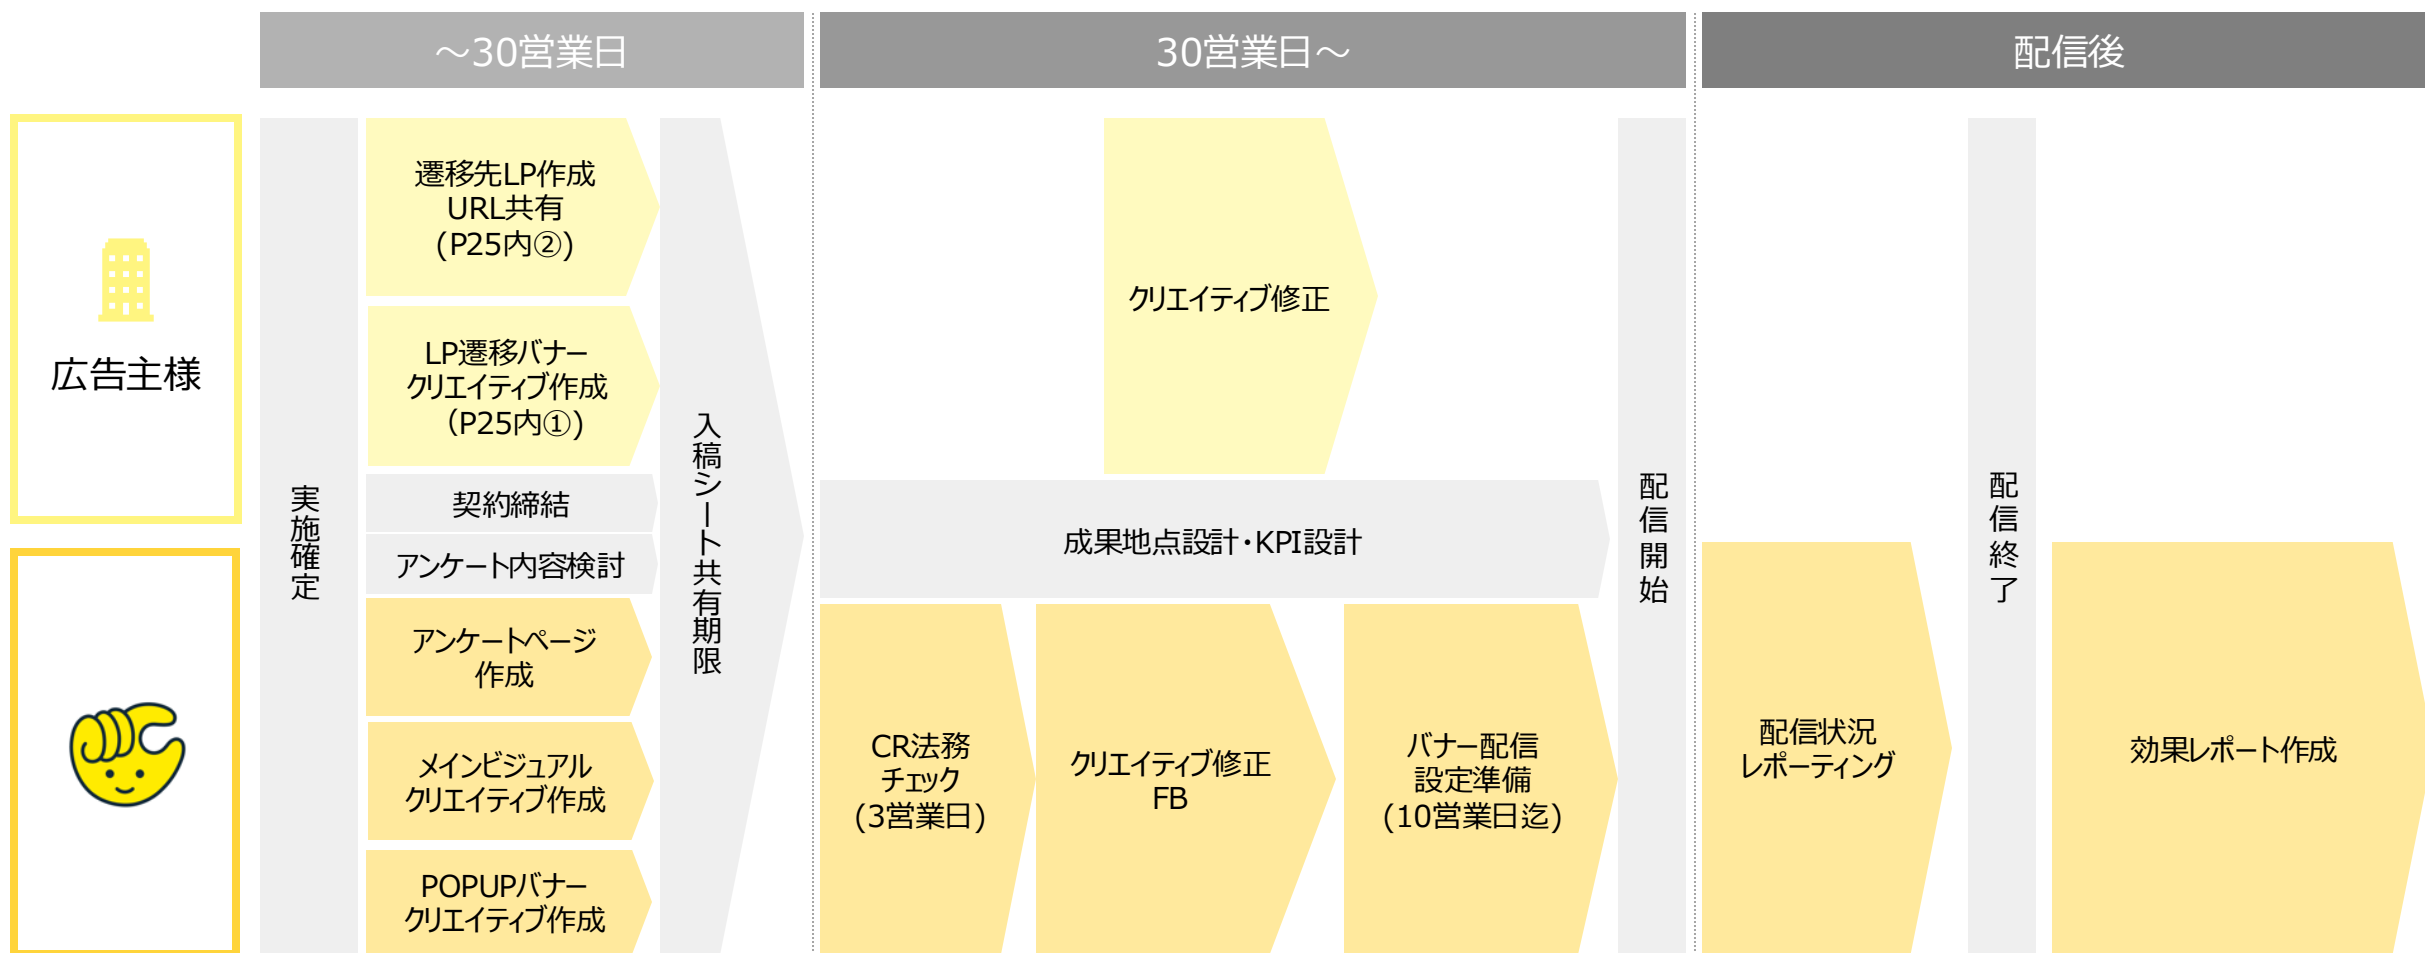 ～30営業日
30営業日～
配信後
広告主様
実施確定
遷移先LP作成
URL共有
(P25内②)
LP遷移バナー
クリエイティブ作成
（P25内①)
契約締結
アンケート内容検討
アンケートページ
作成
メインビジュアル
クリエイティブ作成
POPUPバナー
クリエイティブ作成
入稿シート共有期限
クリエイティブ修正
成果地点設計・KPI設計
CR法務
チェック
(3営業日)
クリエイティブ修正
FB
バナー配信
設定準備
(10営業日迄)
配信開始
配信状況
レポーティング
配信終了
効果レポート作成